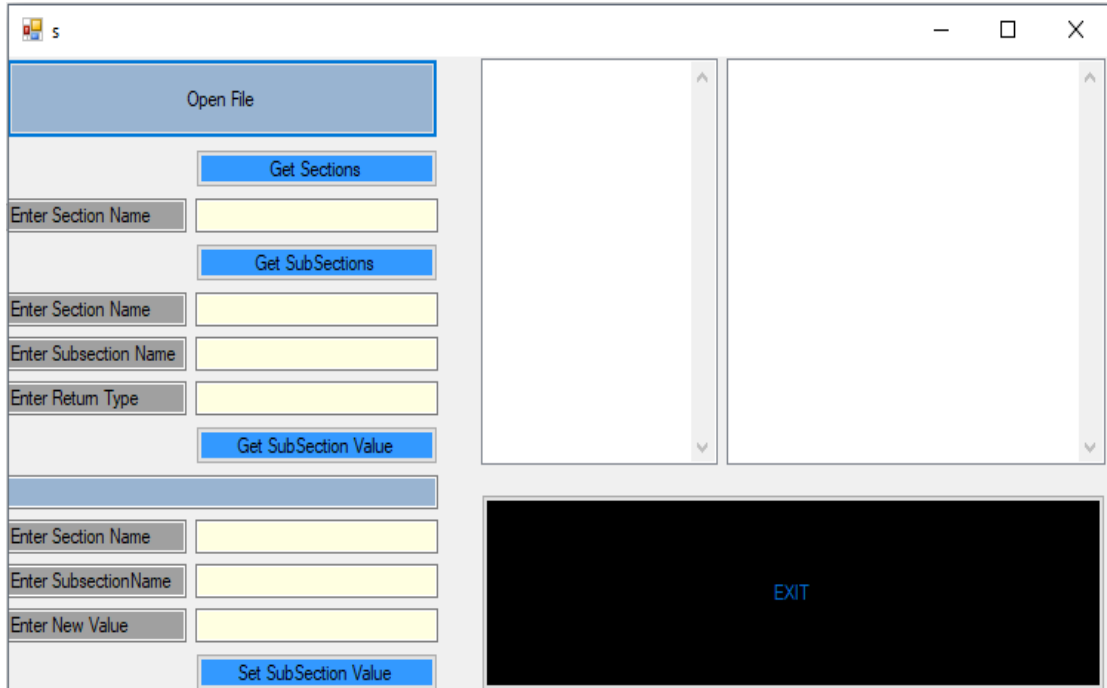 s
Open File
Get Sections
Enter Section Name
Get SubSections
Enter Section Name
Enter Subsection Name
Enter Return Type
Get SubSection Value
Enter Section Name
Enter SubsectionName
Enter New Value
Set SubSection Value
EXIT